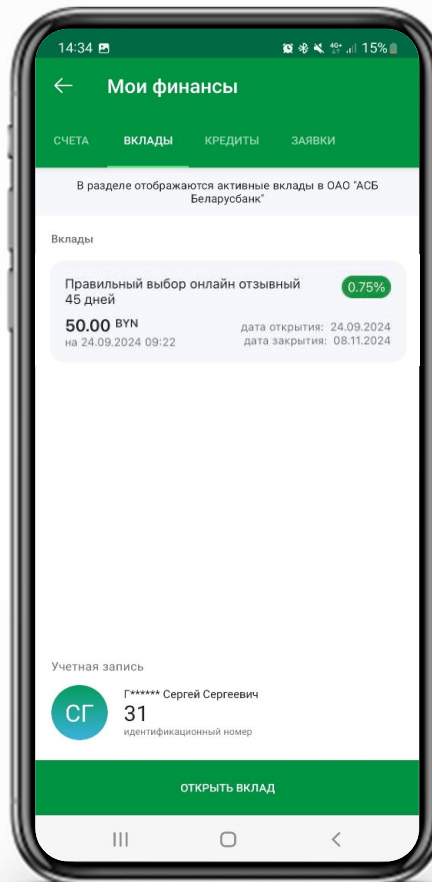 14:34 4G+ 15%
Мои финансы
СЧЕТА ВКЛАДЫ КРЕДИТЫ ЗАЯВКИ
В разделе отображаются активные вклады в ОАО "АСБ
Беларусбанк"
Вклады
Правильный выбор онлайн отзывный 0.75%
45 дней
50.00 BYN дата открытия: 24.09.2024
на 24.09.2024 09:22 дата закрытия: 08.11.2024
Учетная запись
Г****** Сергей Сергеевич
СГ 31
идентификационный номер
ОТКРЫТЬ ВКЛАД